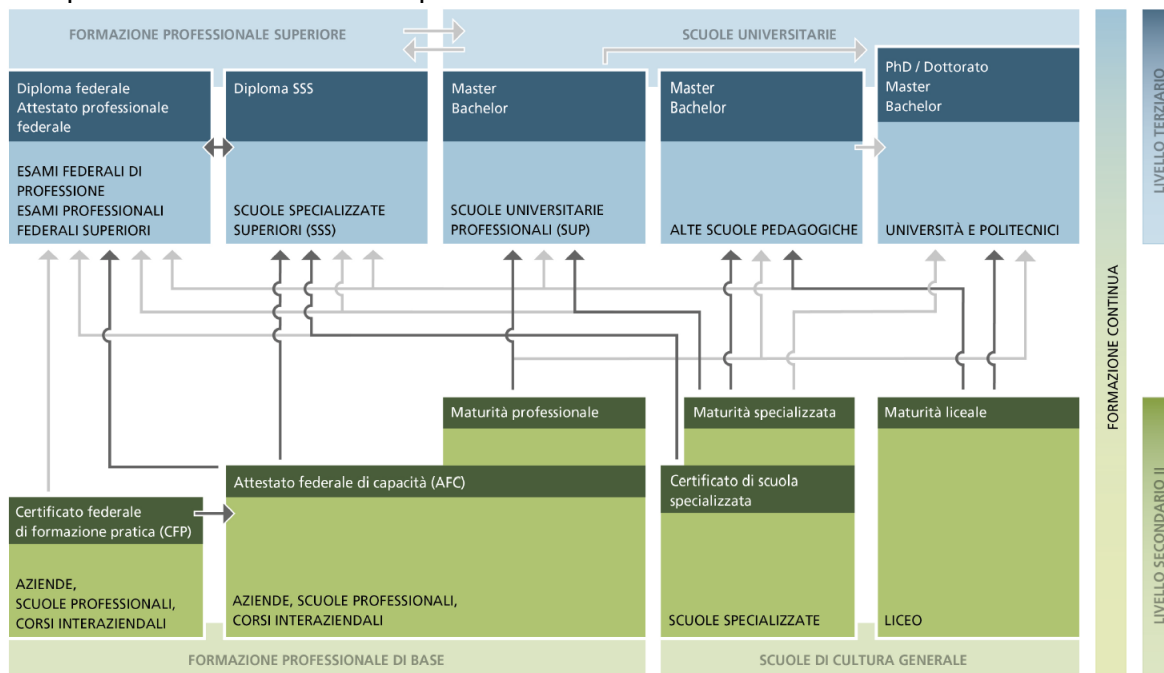 FORMAZIONE PROFESSIONALE SUPERIORE
SCUOLE UNIVERSITARIE
Diploma federale
Attestato professionale
federale
ESAMI FEDERALI DI
PROFESSIONE
ESAMI PROFESSIONALI
FEDERALI SUPERIORI
Diploma SSS
SCUOLE SPECIALIZZATE
SUPERIORI (SSS)
Master
Bachelor
SCUOLE UNIVERSITARIE
PROFESSIONALI (SUP)
Master
Bachelor
ALTE SCUOLE PEDAGOGICHE
PhD / Dottorato
Master
Bachelor
UNIVERSITÀ E POLITECNICI
FORMAZIONE CONTINUA
LIVELLO TERZIARIO
Maturità professionale
Maturità specializzata
Maturità liceale
Attestato federale di capacità (AFC)
Certificato di scuola
specializzata
Certificato federale
di formazione pratica (CFP)
AZIENDE,
SCUOLE PROFESSIONALI,
CORSI INTERAZIENDALI
AZIENDE, SCUOLE PROFESSIONALI,
CORSI INTERAZIENDALI
SCUOLE SPECIALIZZATE
LICEO
LIVELLO SECONDARIO II
FORMAZIONE PROFESSIONALE DI BASE
SCUOLE DI CULTURA GENERALE